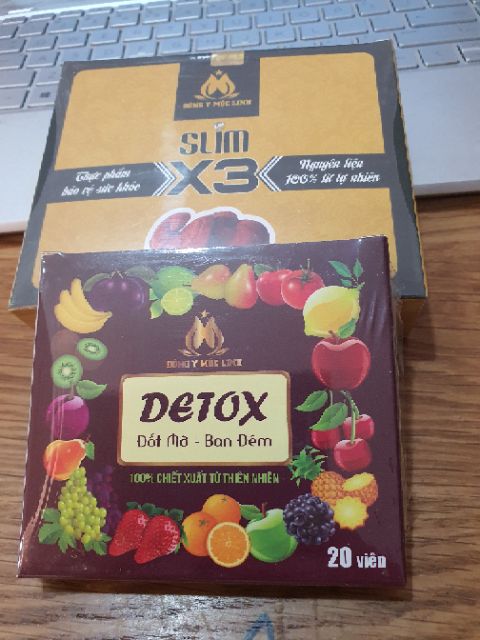 ĐÔNG Y MỘC LINH
SLIM
X3
Thực phẩm
bảo vệ sức khỏe
Nguyên liệu
100% từ tự nhiên
ĐÔNG Y MỘC LINH
DETOX
Đốt Mỡ - Ban Đêm
100% CHIẾT XUẤT TỪ THIÊN NHIÊN
20 viên